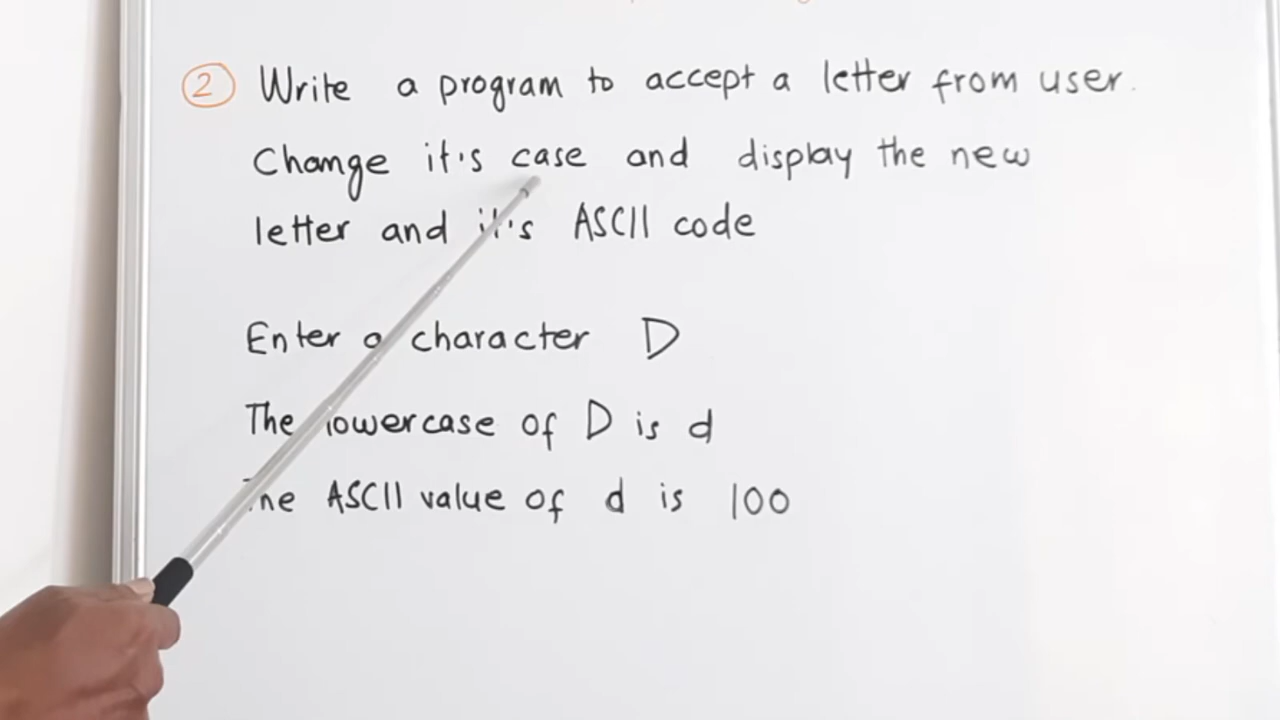 2 Write a program to accept a letter from user.
Change it's case and display the new
letter and it's ASCII code
Enter a character D
The lowercase of D is d
The ASCII value of d is 100